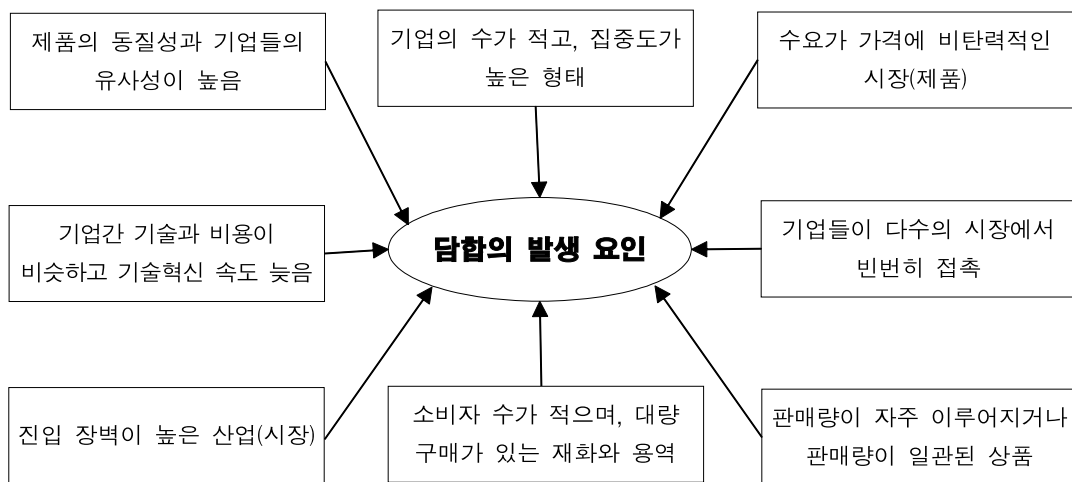 제품의 동질성과 기업들의
유사성이 높음
기업의 수가 적고, 집중도가
높은 형태
수요가 가격에 비탄력적인
시장(제품)
기업간 기술과 비용이
비슷하고 기술혁신 속도 늦음
담합의 발생 요인
기업들이 다수의 시장에서
빈번히 접촉
진입 장벽이 높은 산업(시장)
소비자 수가 적으며, 대량
구매가 있는 재화와 용역
판매량이 자주 이루어지거나
판매량이 일관된 상품